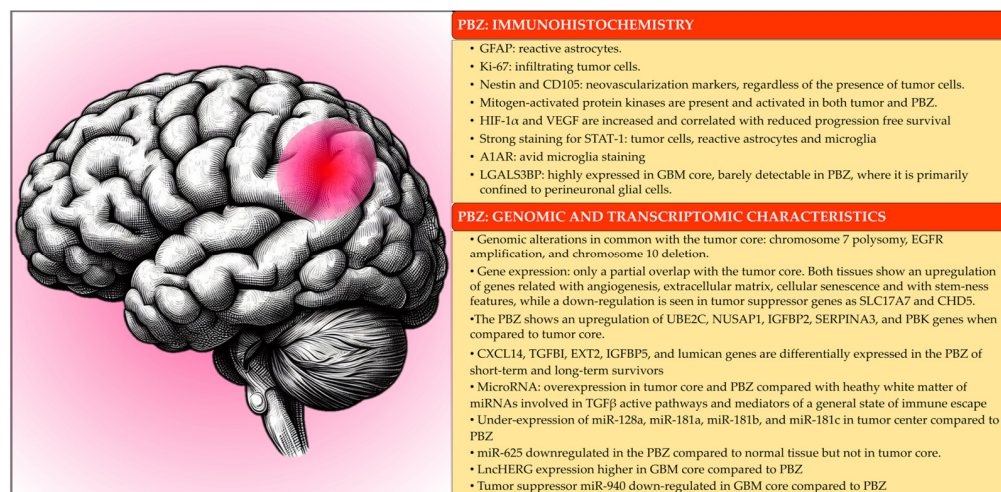 PBZ: IMMUNOHISTOCHEMISTRY
• GFAP: reactive astrocytes.
• Ki-67: infiltrating tumor cells.
• Nestin and CD105: neovascularization markers, regardless of the presence of tumor cells.
• Mitogen-activated protein kinases are present and activated in both tumor and PBZ.
• HIF-1α and VEGF are increased and correlated with reduced progression free survival
• Strong staining for STAT-1: tumor cells, reactive astrocytes and microglia
• A1AR: avid microglia staining
• LGALS3BP: highly expressed in GBM core, barely detectable in PBZ, where it is primarily
confined to perineuronal glial cells.
PBZ: GENOMIC AND TRANSCRIPTOMIC CHARACTERISTICS
• Genomic alterations in common with the tumor core: chromosome 7 polysomy, EGFR
amplification, and chromosome 10 deletion.
• Gene expression: only a partial overlap with the tumor core. Both tissues show an upregulation
of genes related with angiogenesis, extracellular matrix, cellular senescence and with stem-ness
features, while a down-regulation is seen in tumor suppressor genes as SLC17A7 and CHD5.
•The PBZ shows an upregulation of UBE2C, NUSAP1, IGFBP2, SERPINA3, and PBK genes when
compared to tumor core.
• CXCL14, TGFBI, EXT2, IGFBP5, and lumican genes are differentially expressed in the PBZ of
short-term and long-term survivors
• MicroRNA: overexpression in tumor core and PBZ compared with heathy white matter of
miRNAs involved in TGFβ active pathways and mediators of a general state of immune escape
• Under-expression of miR-128a, miR-181a, miR-181b, and miR-181c in tumor center compared to
PBZ
• miR-625 downregulated in the PBZ compared to normal tissue but not in tumor core.
• LncHERG expression higher in GBM core compared to PBZ
• Tumor suppressor miR-940 down-regulated in GBM core compared to PBZ